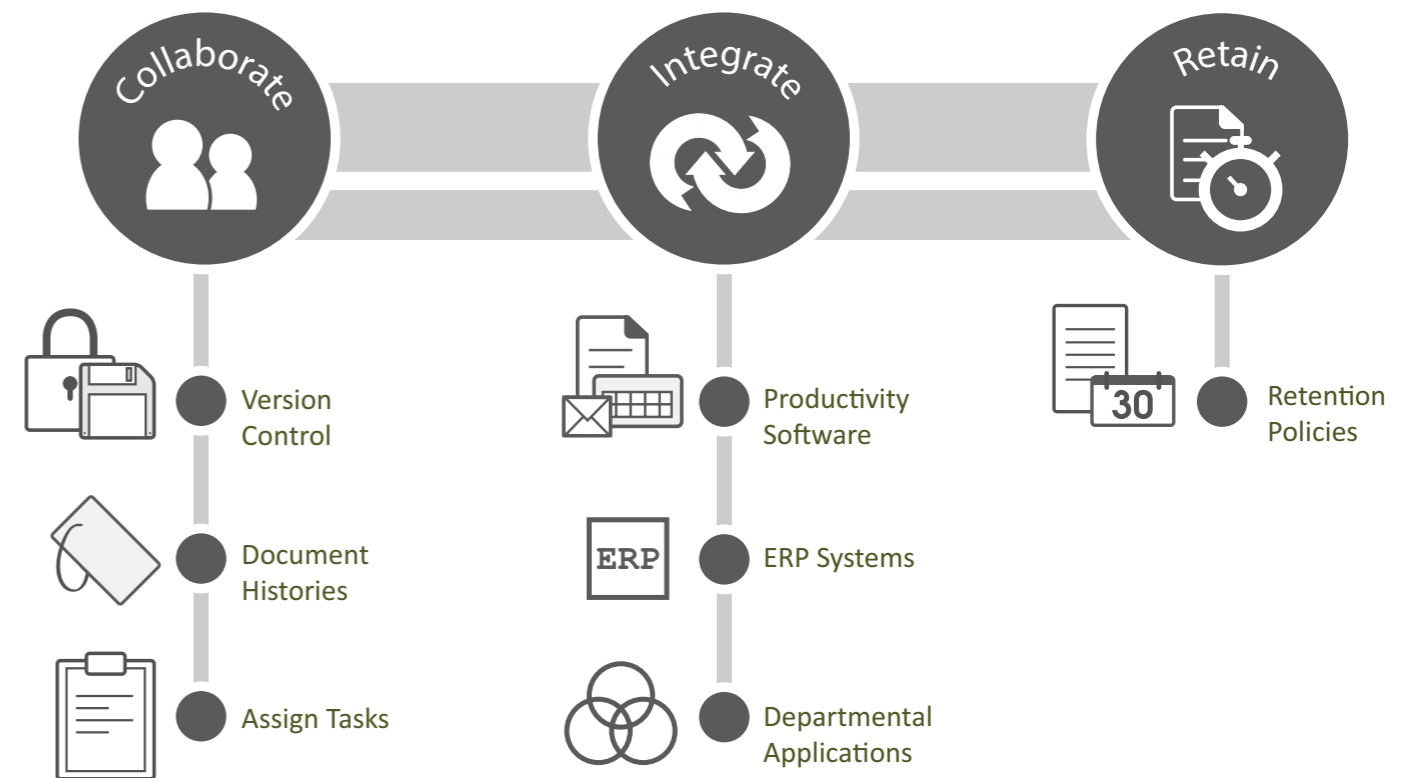 Collaborate
Integrate
Retain
Version
Control
Document
Histories
Assign Tasks
Productivity
Software
ERP
ERP Systems
Departmental
Applications
30
Retention
Policies